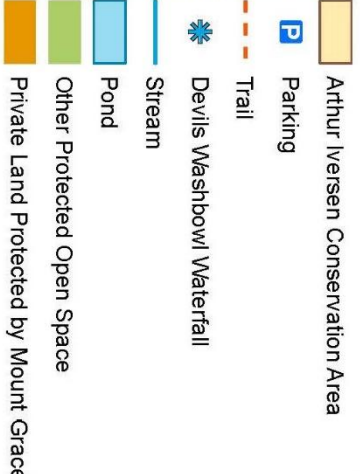 Arthur Iversen Conservation Area
P
Parking
Trail
Devils Washbowl Waterfall
Stream
Pond
Other Protected Open Space
Private Land Protected by Mount Grace